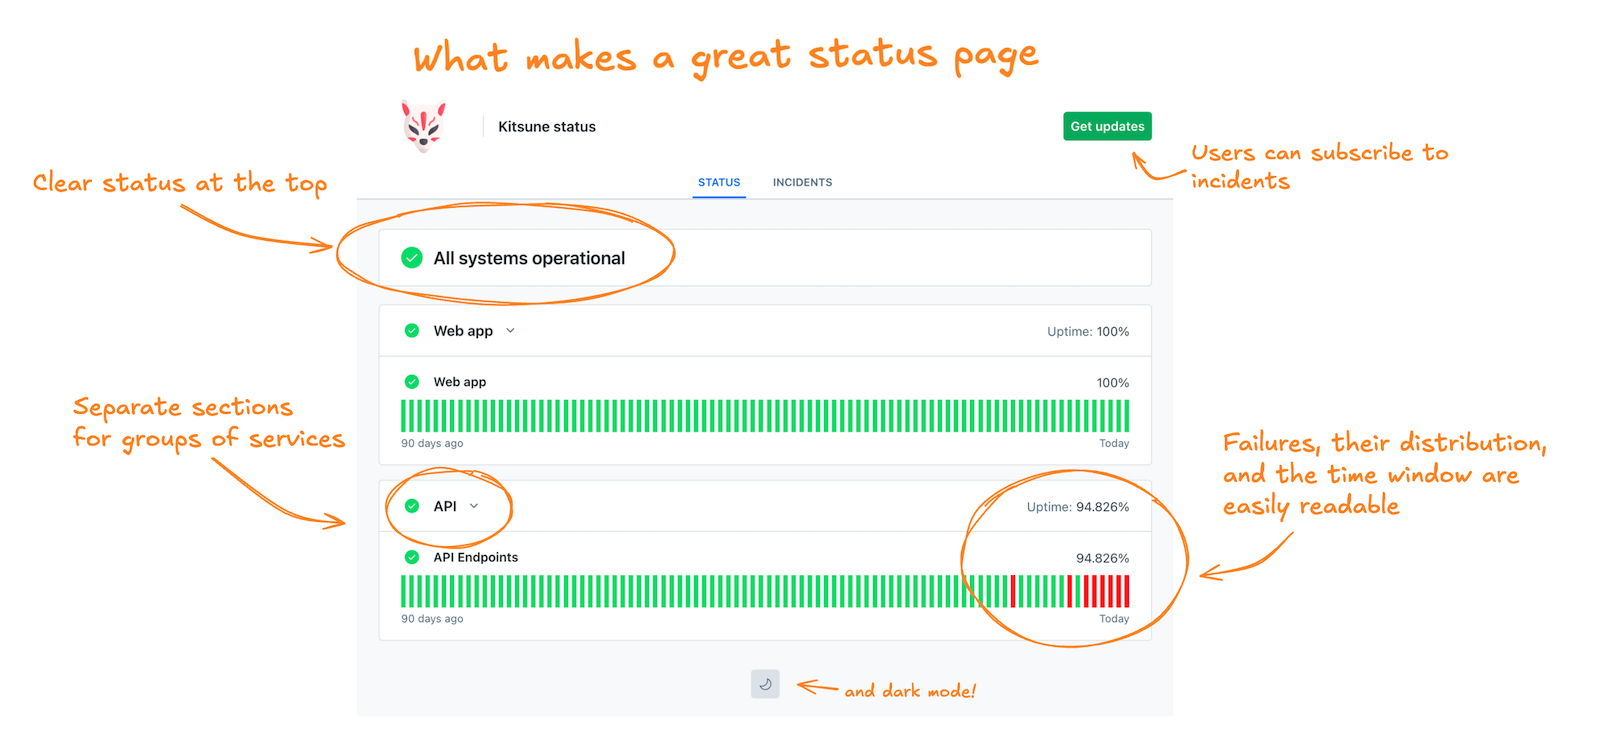 What makes a great status page
Kitsune status
Get updates
Users can subscribe to
incidents
Clear status at the top
STATUS
INCIDENTS
All systems operational
Web app
Uptime: 100%
Web app
100%
90 days ago
Today
Separate sections
for groups of services
Failures, their distribution,
and the time window are
easily readable
API
Uptime: 94.826%
API Endpoints
94.826%
90 days ago
Today
and dark mode!